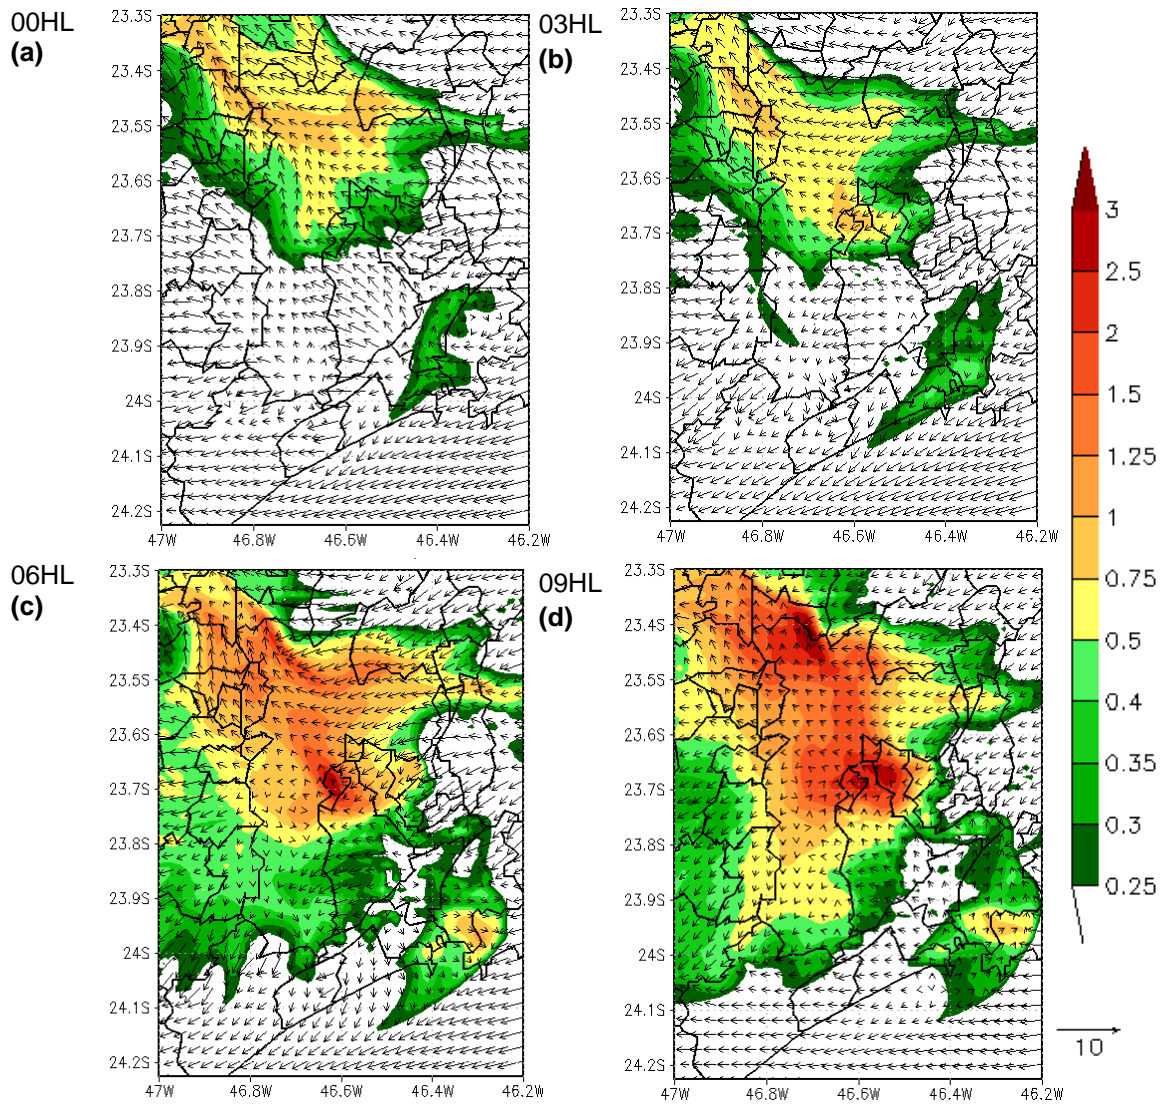 00HL
(a)
23.3S
23.4S
23.5S
23.6S
23.7S
23.8S
23.9S
24S
24.1S
24.2S
47W 46.8W 46.6W 46.4W 46.2W
03HL
(b)
23.3S
23.4S
23.5S
23.6S
23.7S
23.8S
23.9S
24S
24.1S
24.2S
47W 46.8W 46.6W 46.4W 46.2W
06HL
(c)
23.3S
23.4S
23.5S
23.6S
23.7S
23.8S
23.9S
24S
24.1S
24.2S
47W 46.8W 46.6W 46.4W 46.2W
09HL
(d)
23.3S
23.4S
23.5S
23.6S
23.7S
23.8S
23.9S
24S
24.1S
24.2S
47W 46.8W 46.6W 46.4W 46.2W
3
2.5
2
1.5
1.25
1
0.75
0.5
0.4
0.35
0.3
0.25
10